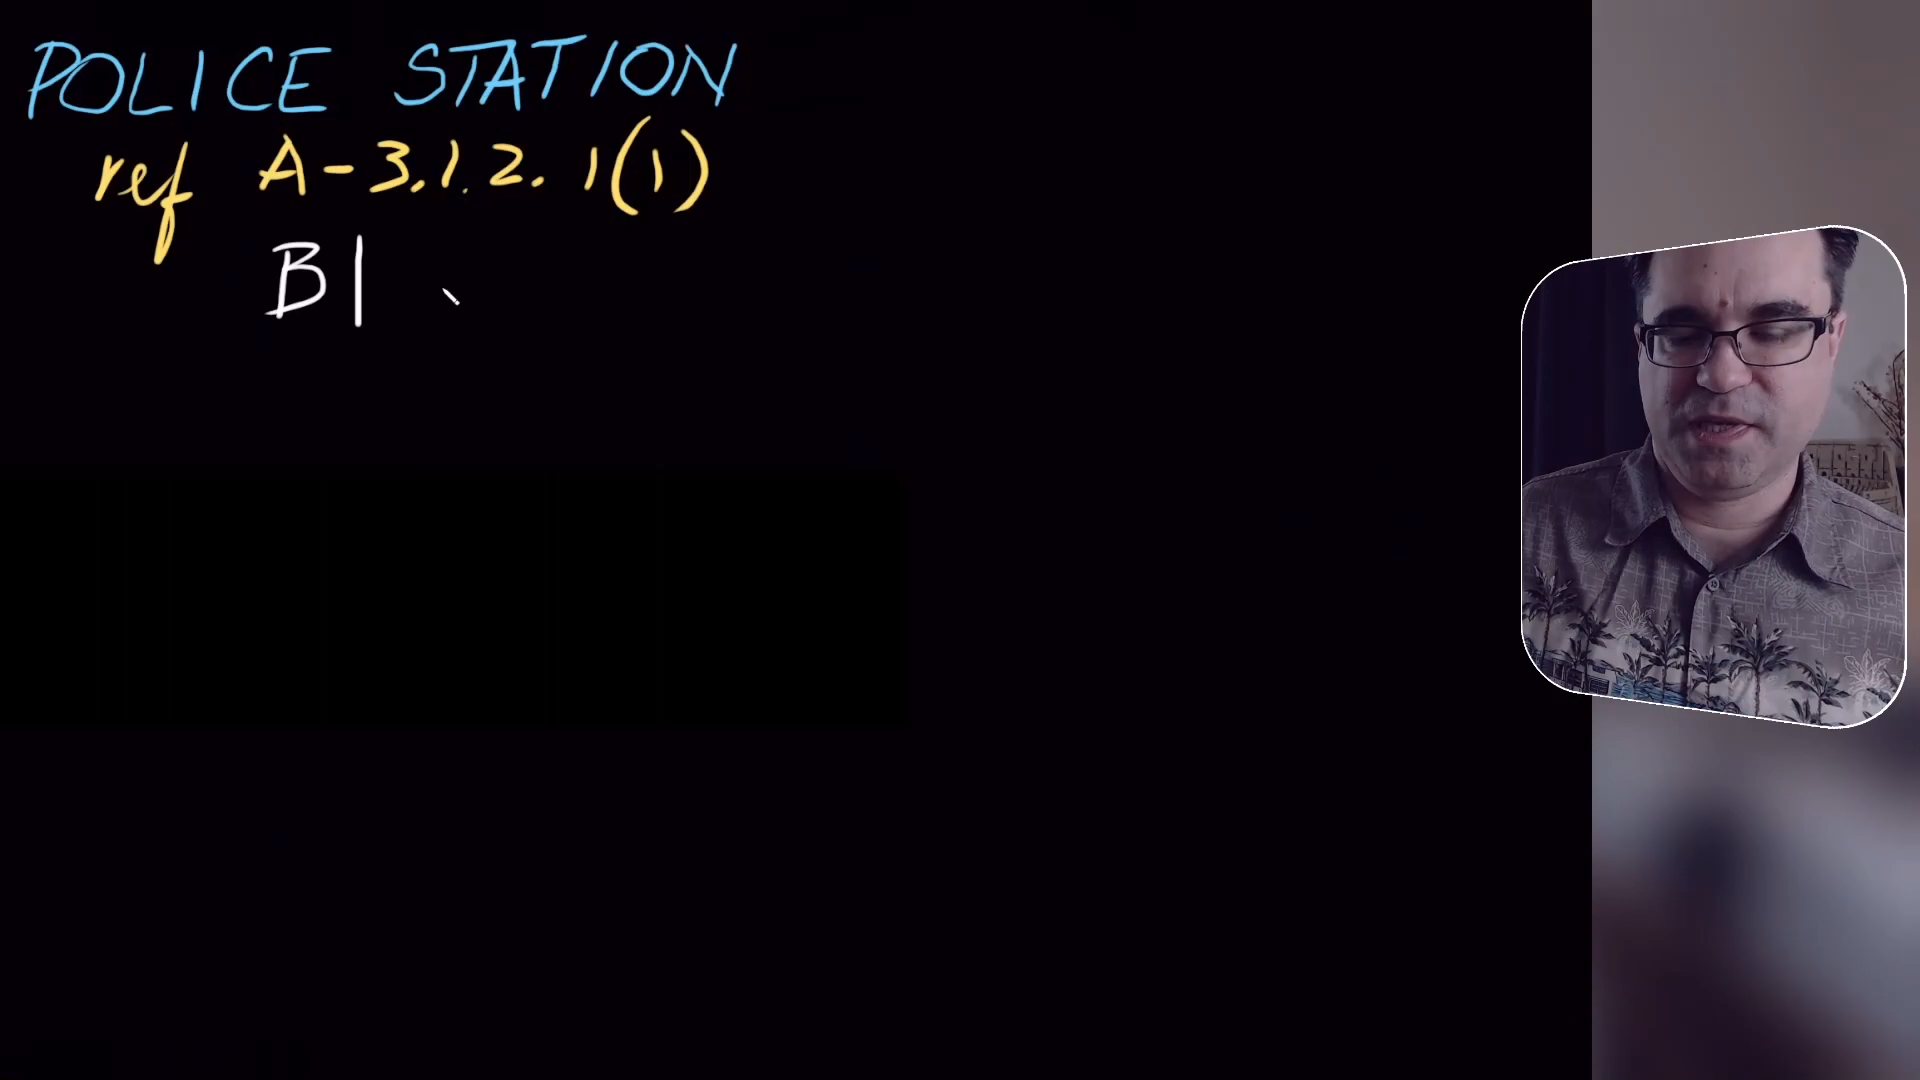 POLICE STATION
ref A-3.1.2.1(1)
B1